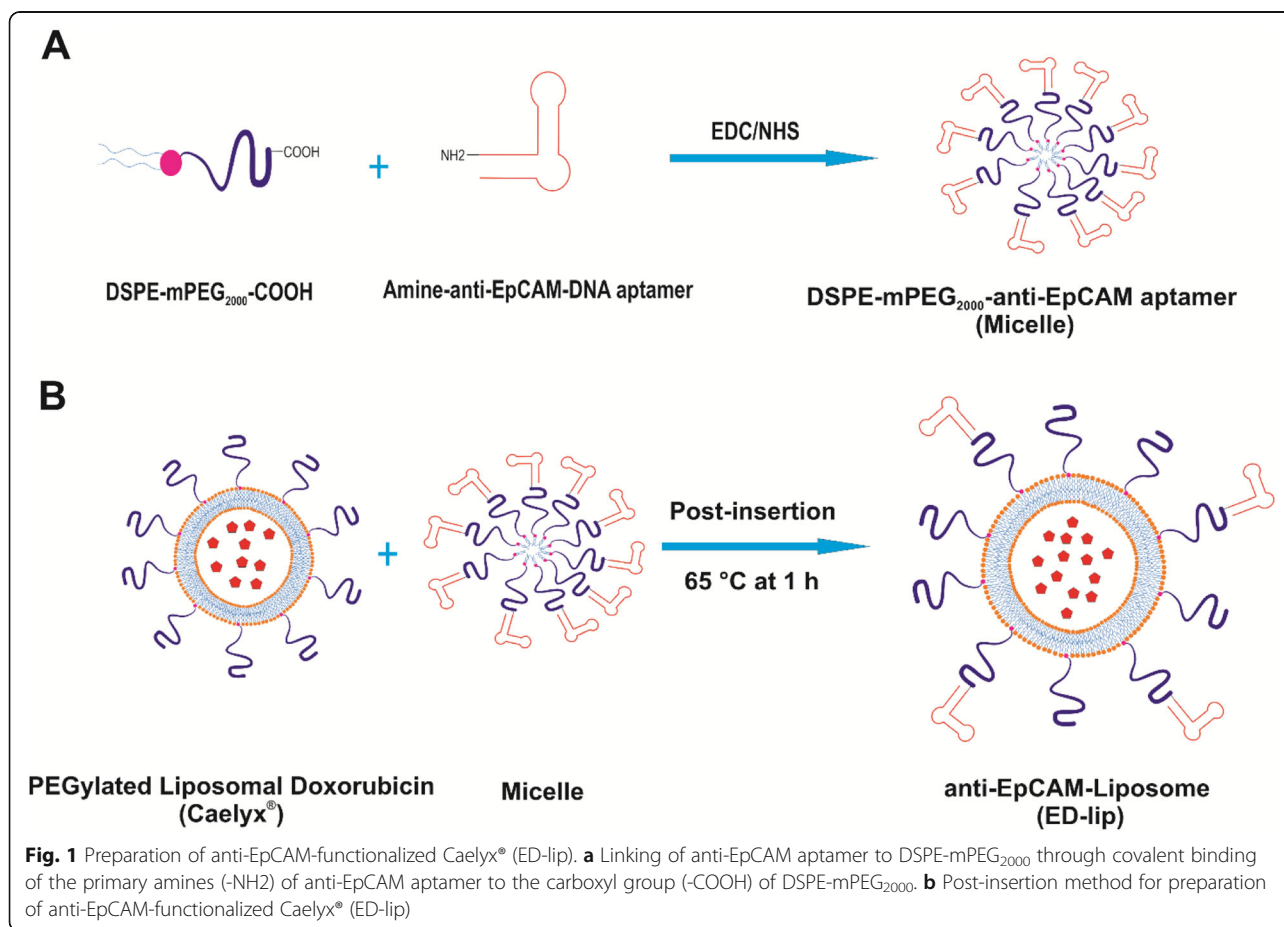 A
COOH
+
NH2
EDC/NHS
DSPE-mPEG₂₀₀₀-COOH
Amine-anti-EpCAM-DNA aptamer
DSPE-mPEG₂₀₀₀-anti-EpCAM aptamer
(Micelle)
B
+
Post-insertion
65 °C at 1 h
PEGylated Liposomal Doxorubicin
(Caelyx®)
Micelle
anti-EpCAM-Liposome
(ED-lip)
Fig. 1 Preparation of anti-EpCAM-functionalized Caelyx® (ED-lip). a Linking of anti-EpCAM aptamer to DSPE-mPEG₂₀₀₀ through covalent binding
of the primary amines (-NH2) of anti-EpCAM aptamer to the carboxyl group (-COOH) of DSPE-mPEG₂₀₀₀. b Post-insertion method for preparation
of anti-EpCAM-functionalized Caelyx® (ED-lip)